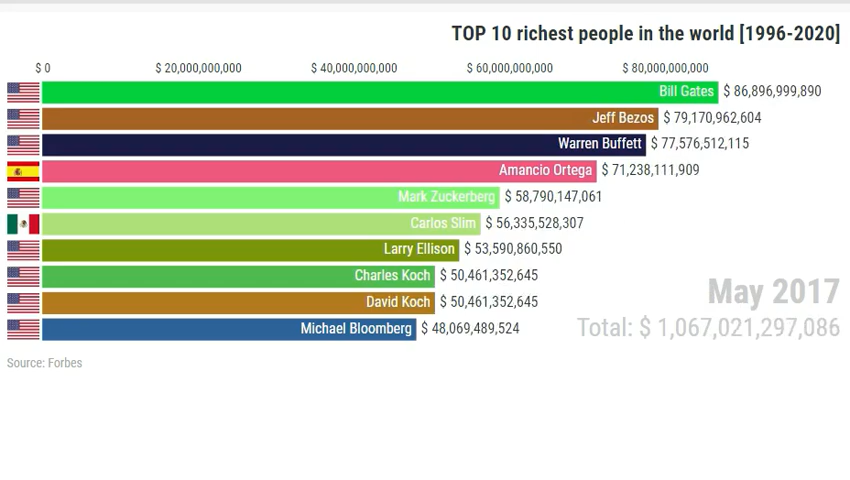 TOP 10 richest people in the world [1996-2020]
$ 0 $ 20,000,000,000 $ 40,000,000,000 $ 60,000,000,000 $ 80,000,000,000
Bill Gates $ 86,896,999,890
Jeff Bezos $ 79,170,962,604
Warren Buffett $ 77,576,512,115
Amancio Ortega $ 71,238,111,909
Mark Zuckerberg $ 58,790,147,061
Carlos Slim $ 56,335,528,307
Larry Ellison $ 53,590,860,550
Charles Koch $ 50,461,352,645
David Koch $ 50,461,352,645
Michael Bloomberg $ 48,069,489,524
May 2017
Total: $ 1,067,021,297,086
Source: Forbes